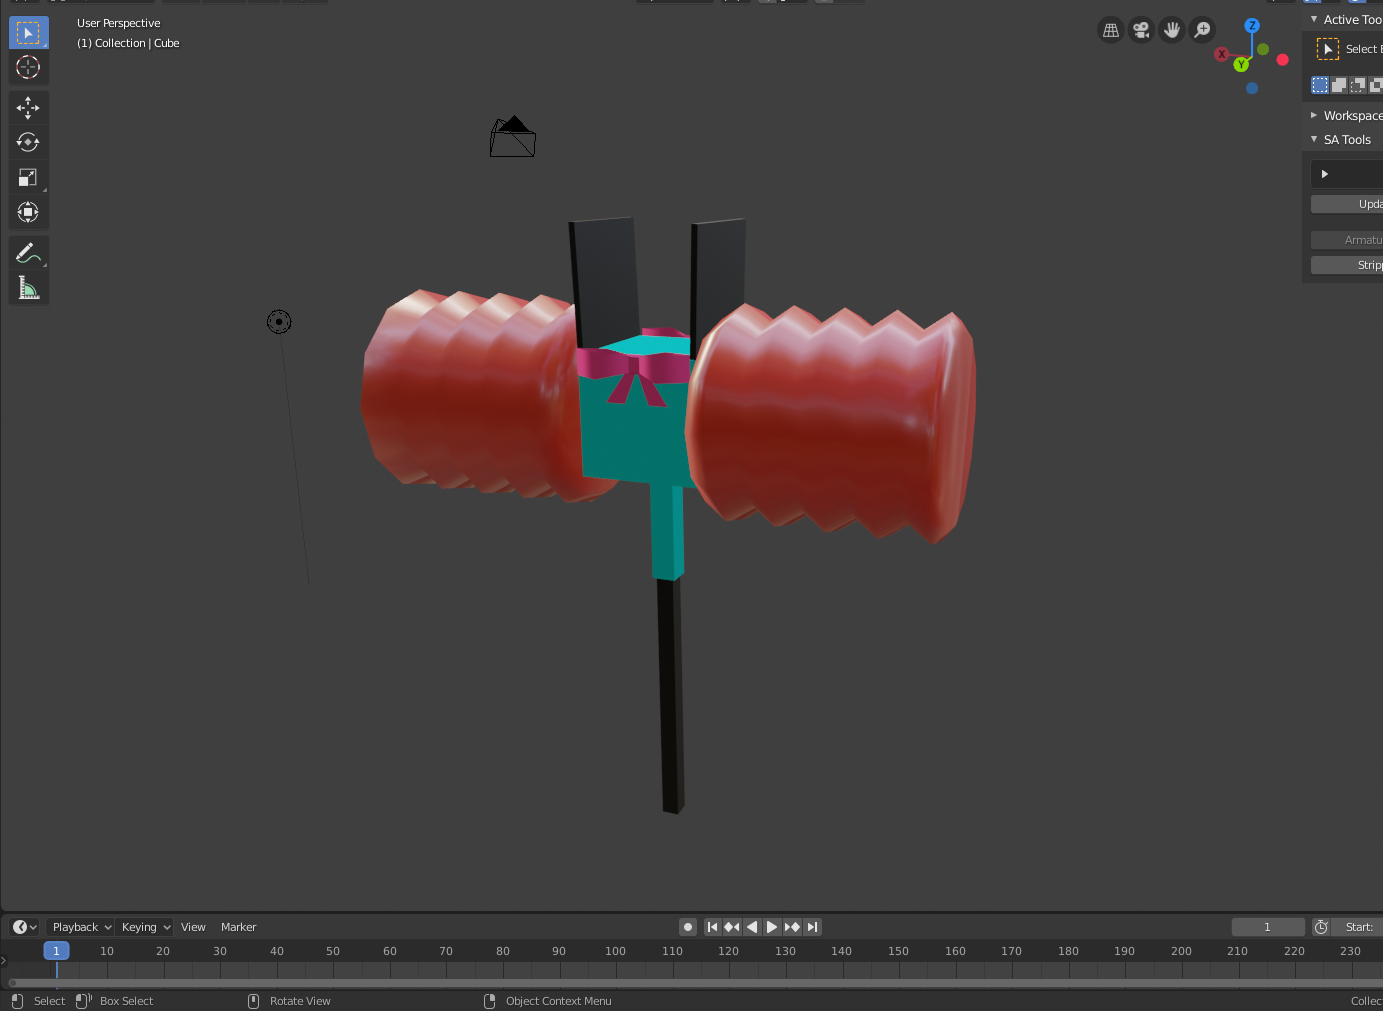 User Perspective
(1) Collection | Cube
Z
X
Y
Active Too
Select B
Workspace
SA Tools
Upda
Armatu
Stripp
Playback
Keying
View
Marker
1
Start:
1 10 20 30 40 50 60 70 80 90 100 110 120 130 140 150 160 170 180 190 200 210 220 230
Select
Box Select
Rotate View
Object Context Menu
Collec